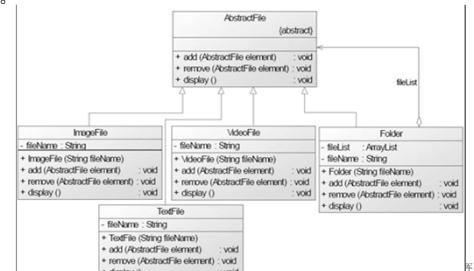 AbstractFile
{abstract}
+ add (AbstractFile element) : void
+ remove (AbstractFile element) : void
+ display () : void
fileList
ImageFile
- fileName : String
+ ImageFile (String fileName)
+ add (AbstractFile element) : void
+ remove (AbstractFile element) : void
+ display () : void
VideoFile
- fileName : String
+ VideoFile (String fileName)
+ add (AbstractFile element) : void
+ remove (AbstractFile element) : void
+ display () : void
Folder
- fileList : ArrayList
- fileName : String
+ Folder (String fileName)
+ add (AbstractFile element) : void
+ remove (AbstractFile element) : void
+ display () : void
TextFile
- fileName : String
+ TextFile (String fileName)
+ add (AbstractFile element) : void
+ remove (AbstractFile element) : void
+ display () : void